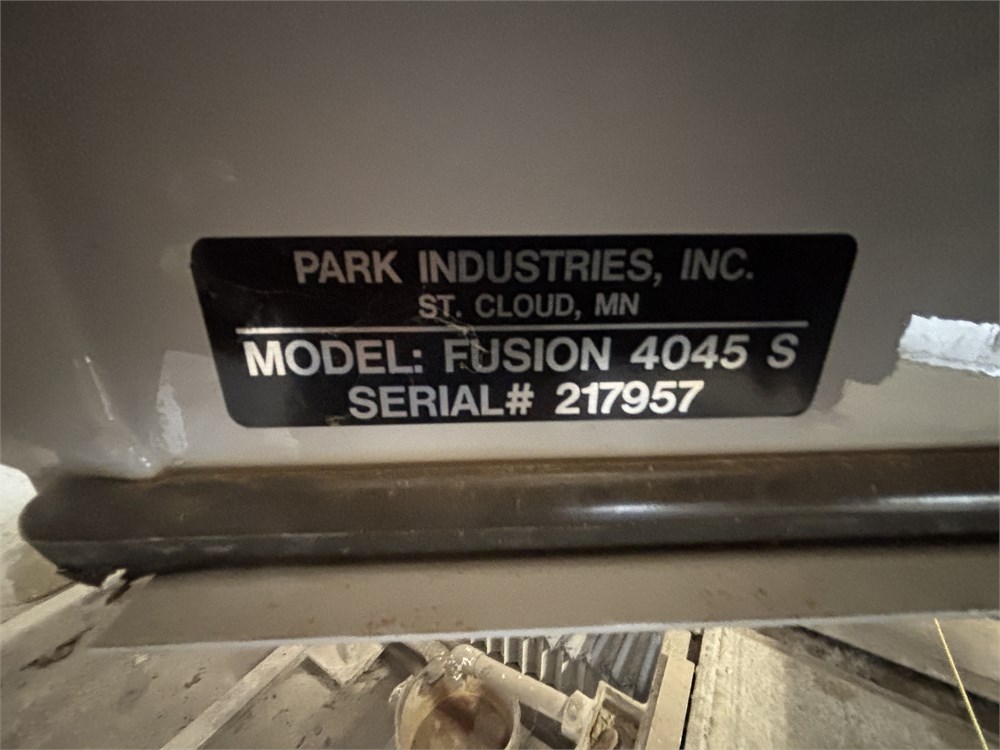 PARK INDUSTRIES, INC.
ST. CLOUD, MN
MODEL: FUSION 4045 S
SERIAL# 217957